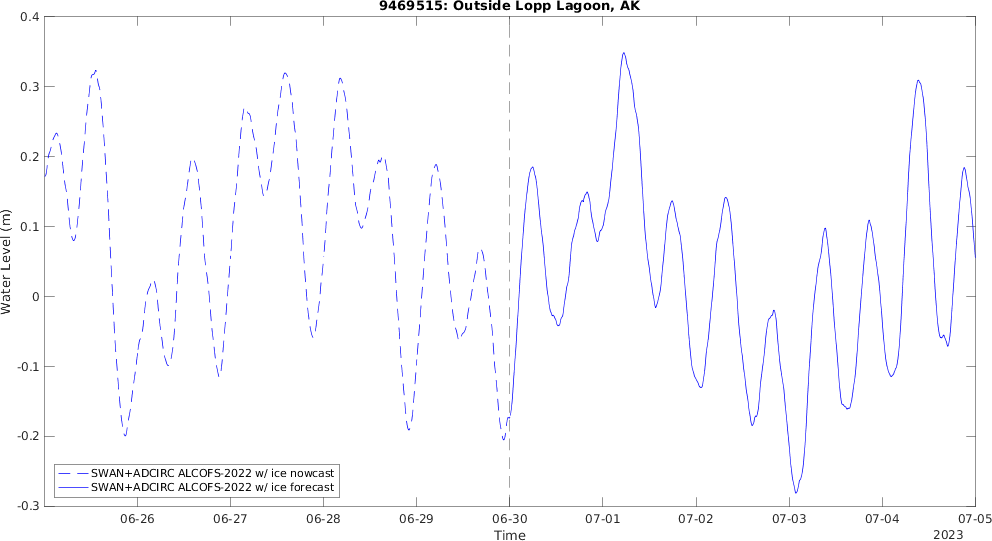 9469515: Outside Lopp Lagoon, AK
0.4
0.3
0.2
0.1
0
-0.1
-0.2
-0.3
Water Level (m)
SWAN+ADCIRC ALCOFS-2022 w/ ice nowcast
SWAN+ADCIRC ALCOFS-2022 w/ ice forecast
06-26 06-27 06-28 06-29 06-30 07-01 07-02 07-03 07-04 07-05
Time
2023